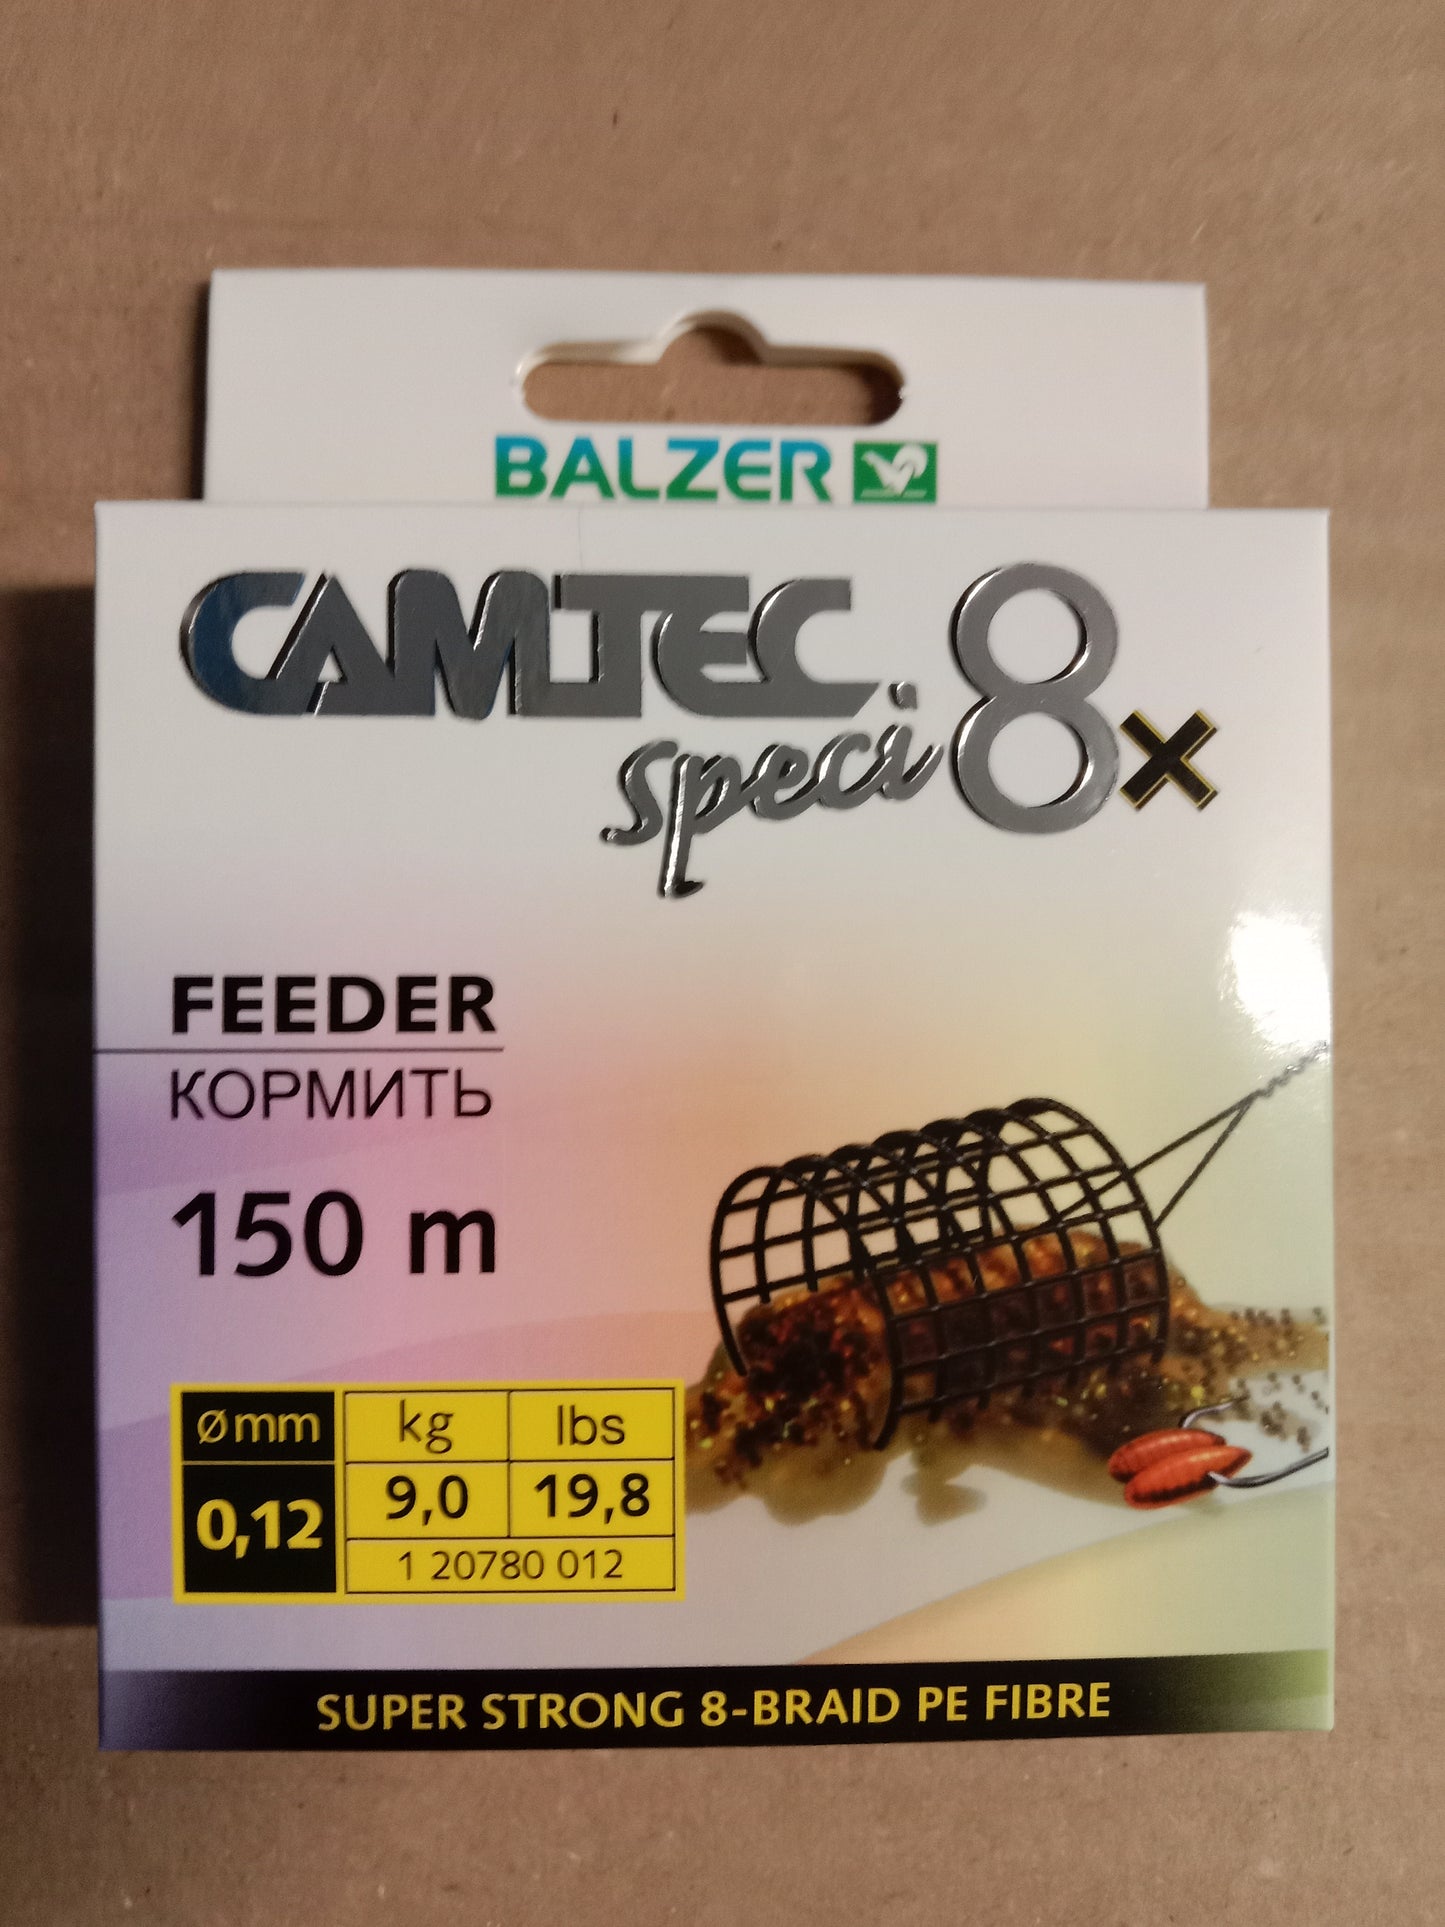 BALZER
CAMTEC
speci 8x
FEEDER
КОРМИТЬ
150 m
ømm kg lbs
0,12 9,0 19,8
1 20780 012
SUPER STRONG 8-BRAID PE FIBRE